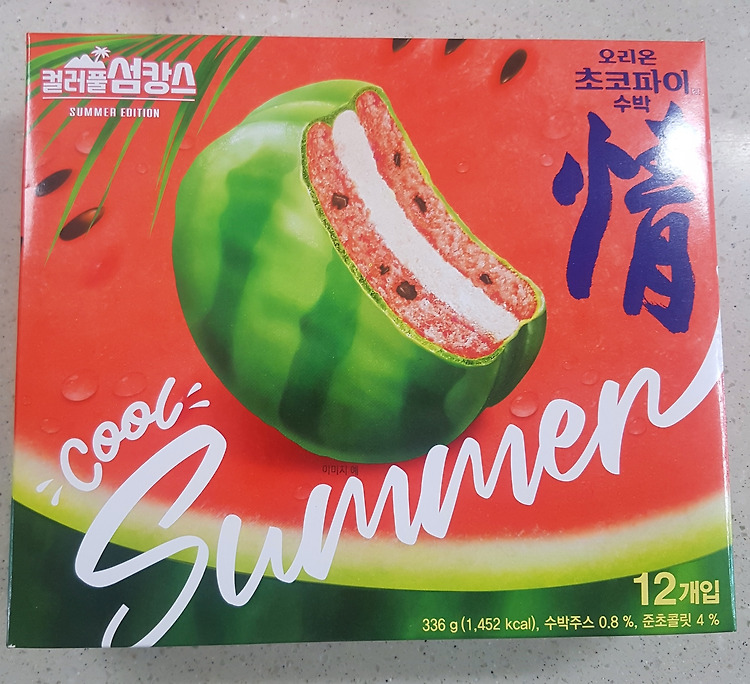 컬러풀 섬캉스
SUMMER EDITION
오리온
초코파이
수박
情
cool
Summer
이미지 예
12개입
336 g (1,452 kcal), 수박주스 0.8 %, 준초콜릿 4 %